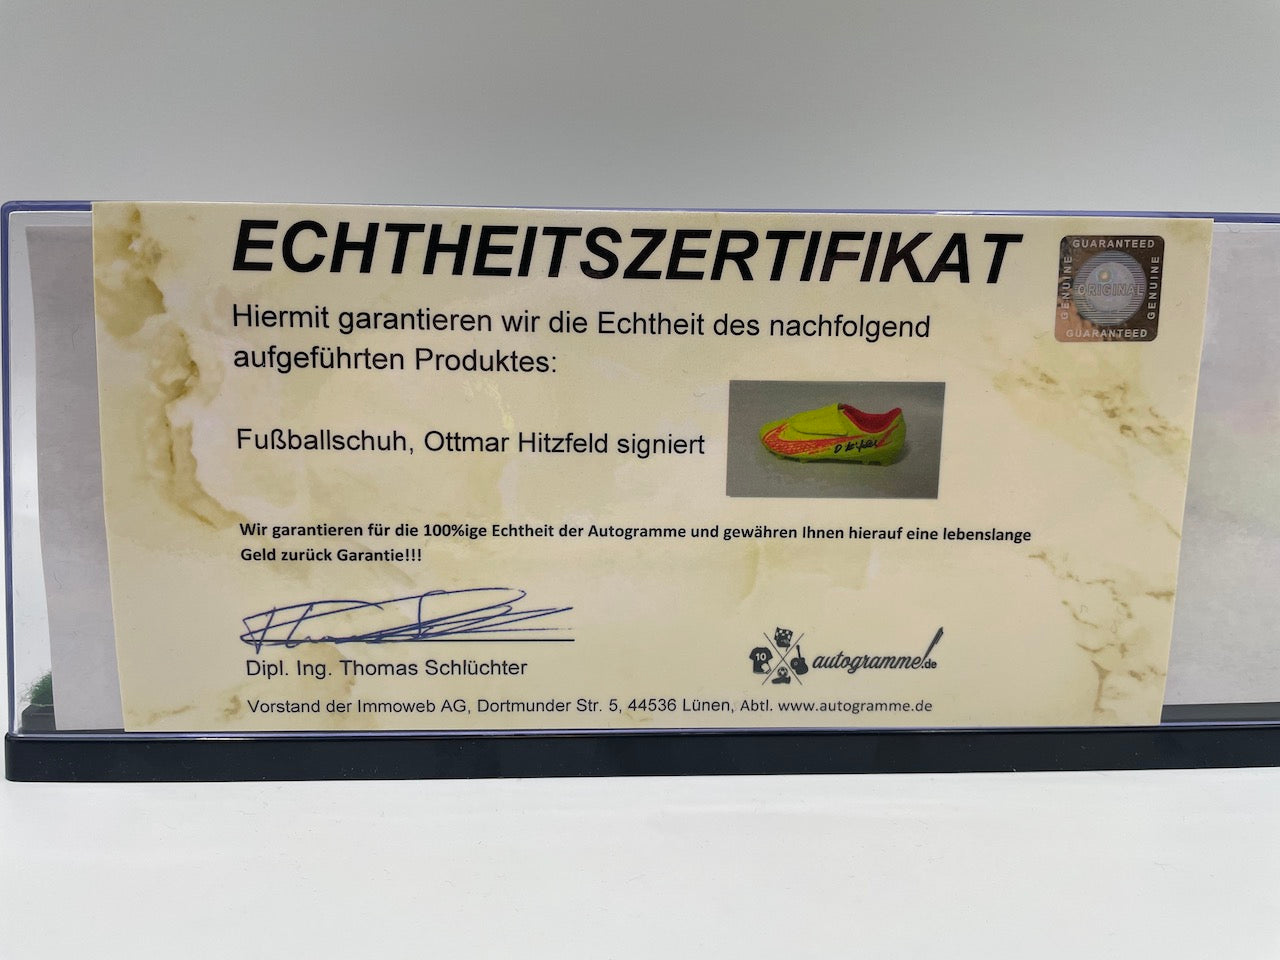 ECHTHEITSZERTIFIKAT
GUARANTEED
GENUINE
ORIGINAL
GENUINE
GUARANTEED
Hiermit garantieren wir die Echtheit des nachfolgend
aufgeführten Produktes:
Fußballschuh, Ottmar Hitzfeld signiert
Wir garantieren für die 100%ige Echtheit der Autogramme und gewähren Ihnen hierauf eine lebenslange
Geld zurück Garantie!!!
Dipl. Ing. Thomas Schlüchter
10
autogramme.de
Vorstand der Immoweb AG, Dortmunder Str. 5, 44536 Lünen, Abtl. www.autogramme.de